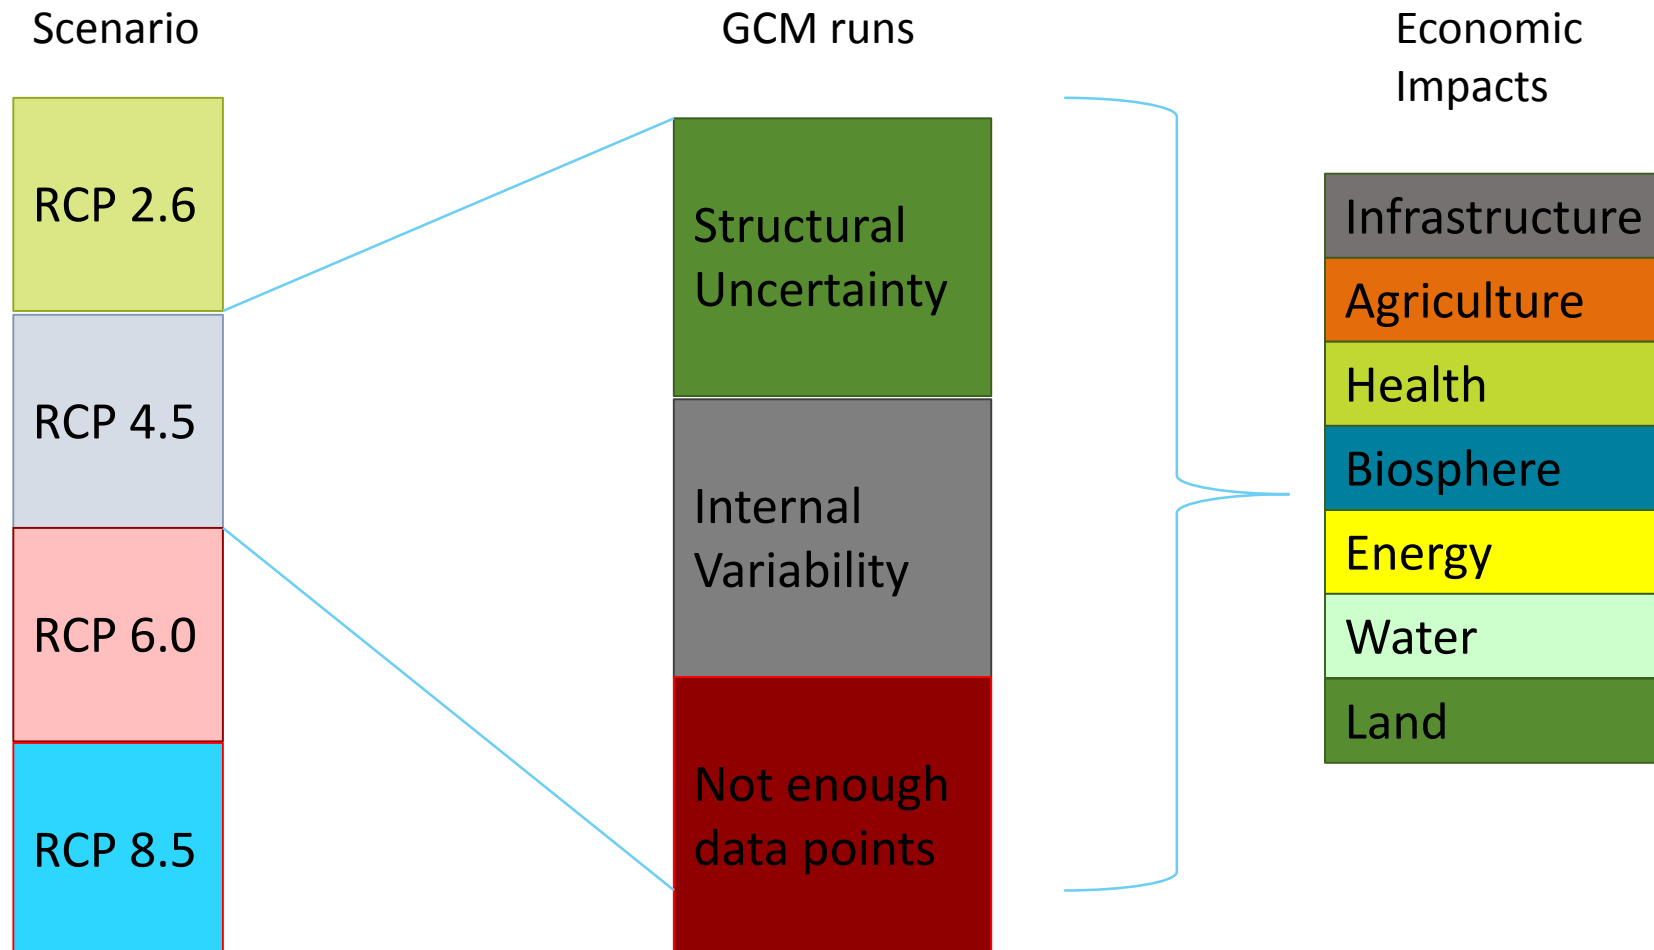 Scenario
RCP 2.6
RCP 4.5
RCP 6.0
RCP 8.5
GCM runs
Structural
Uncertainty
Internal
Variability
Not enough
data points
Economic
Impacts
Infrastructure
Agriculture
Health
Biosphere
Energy
Water
Land